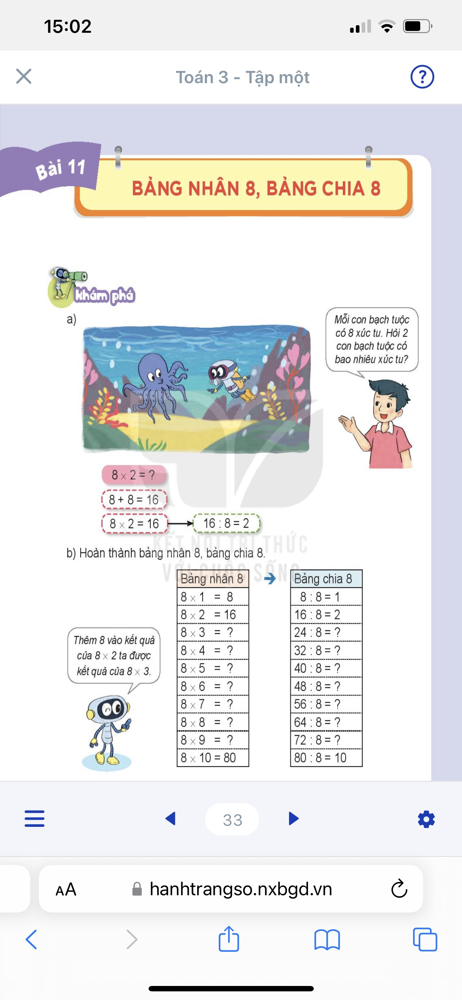 15:02
Toán 3 - Tập một
?
Bài 11
BẢNG NHÂN 8, BẢNG CHIA 8
Khám phá
a)
Mỗi con bạch tuộc
có 8 xúc tu. Hỏi 2
con bạch tuộc có
bao nhiêu xúc tu?
8 × 2 = ?
8 + 8 = 16
8 × 2 = 16
16 : 8 = 2
KẾT NỐI TRI THỨC
VỚI CUỘC SỐNG
b) Hoàn thành bảng nhân 8, bảng chia 8.
Thêm 8 vào kết quả
của 8 × 2 ta được
kết quả của 8 × 3.
Bảng nhân 8
8 × 1 = 8
8 × 2 = 16
8 × 3 = ?
8 × 4 = ?
8 × 5 = ?
8 × 6 = ?
8 × 7 = ?
8 × 8 = ?
8 × 9 = ?
8 × 10 = 80
Bảng chia 8
8 : 8 = 1
16 : 8 = 2
24 : 8 = ?
32 : 8 = ?
40 : 8 = ?
48 : 8 = ?
56 : 8 = ?
64 : 8 = ?
72 : 8 = ?
80 : 8 = 10
33
AA
hanhtrangso.nxbgd.vn